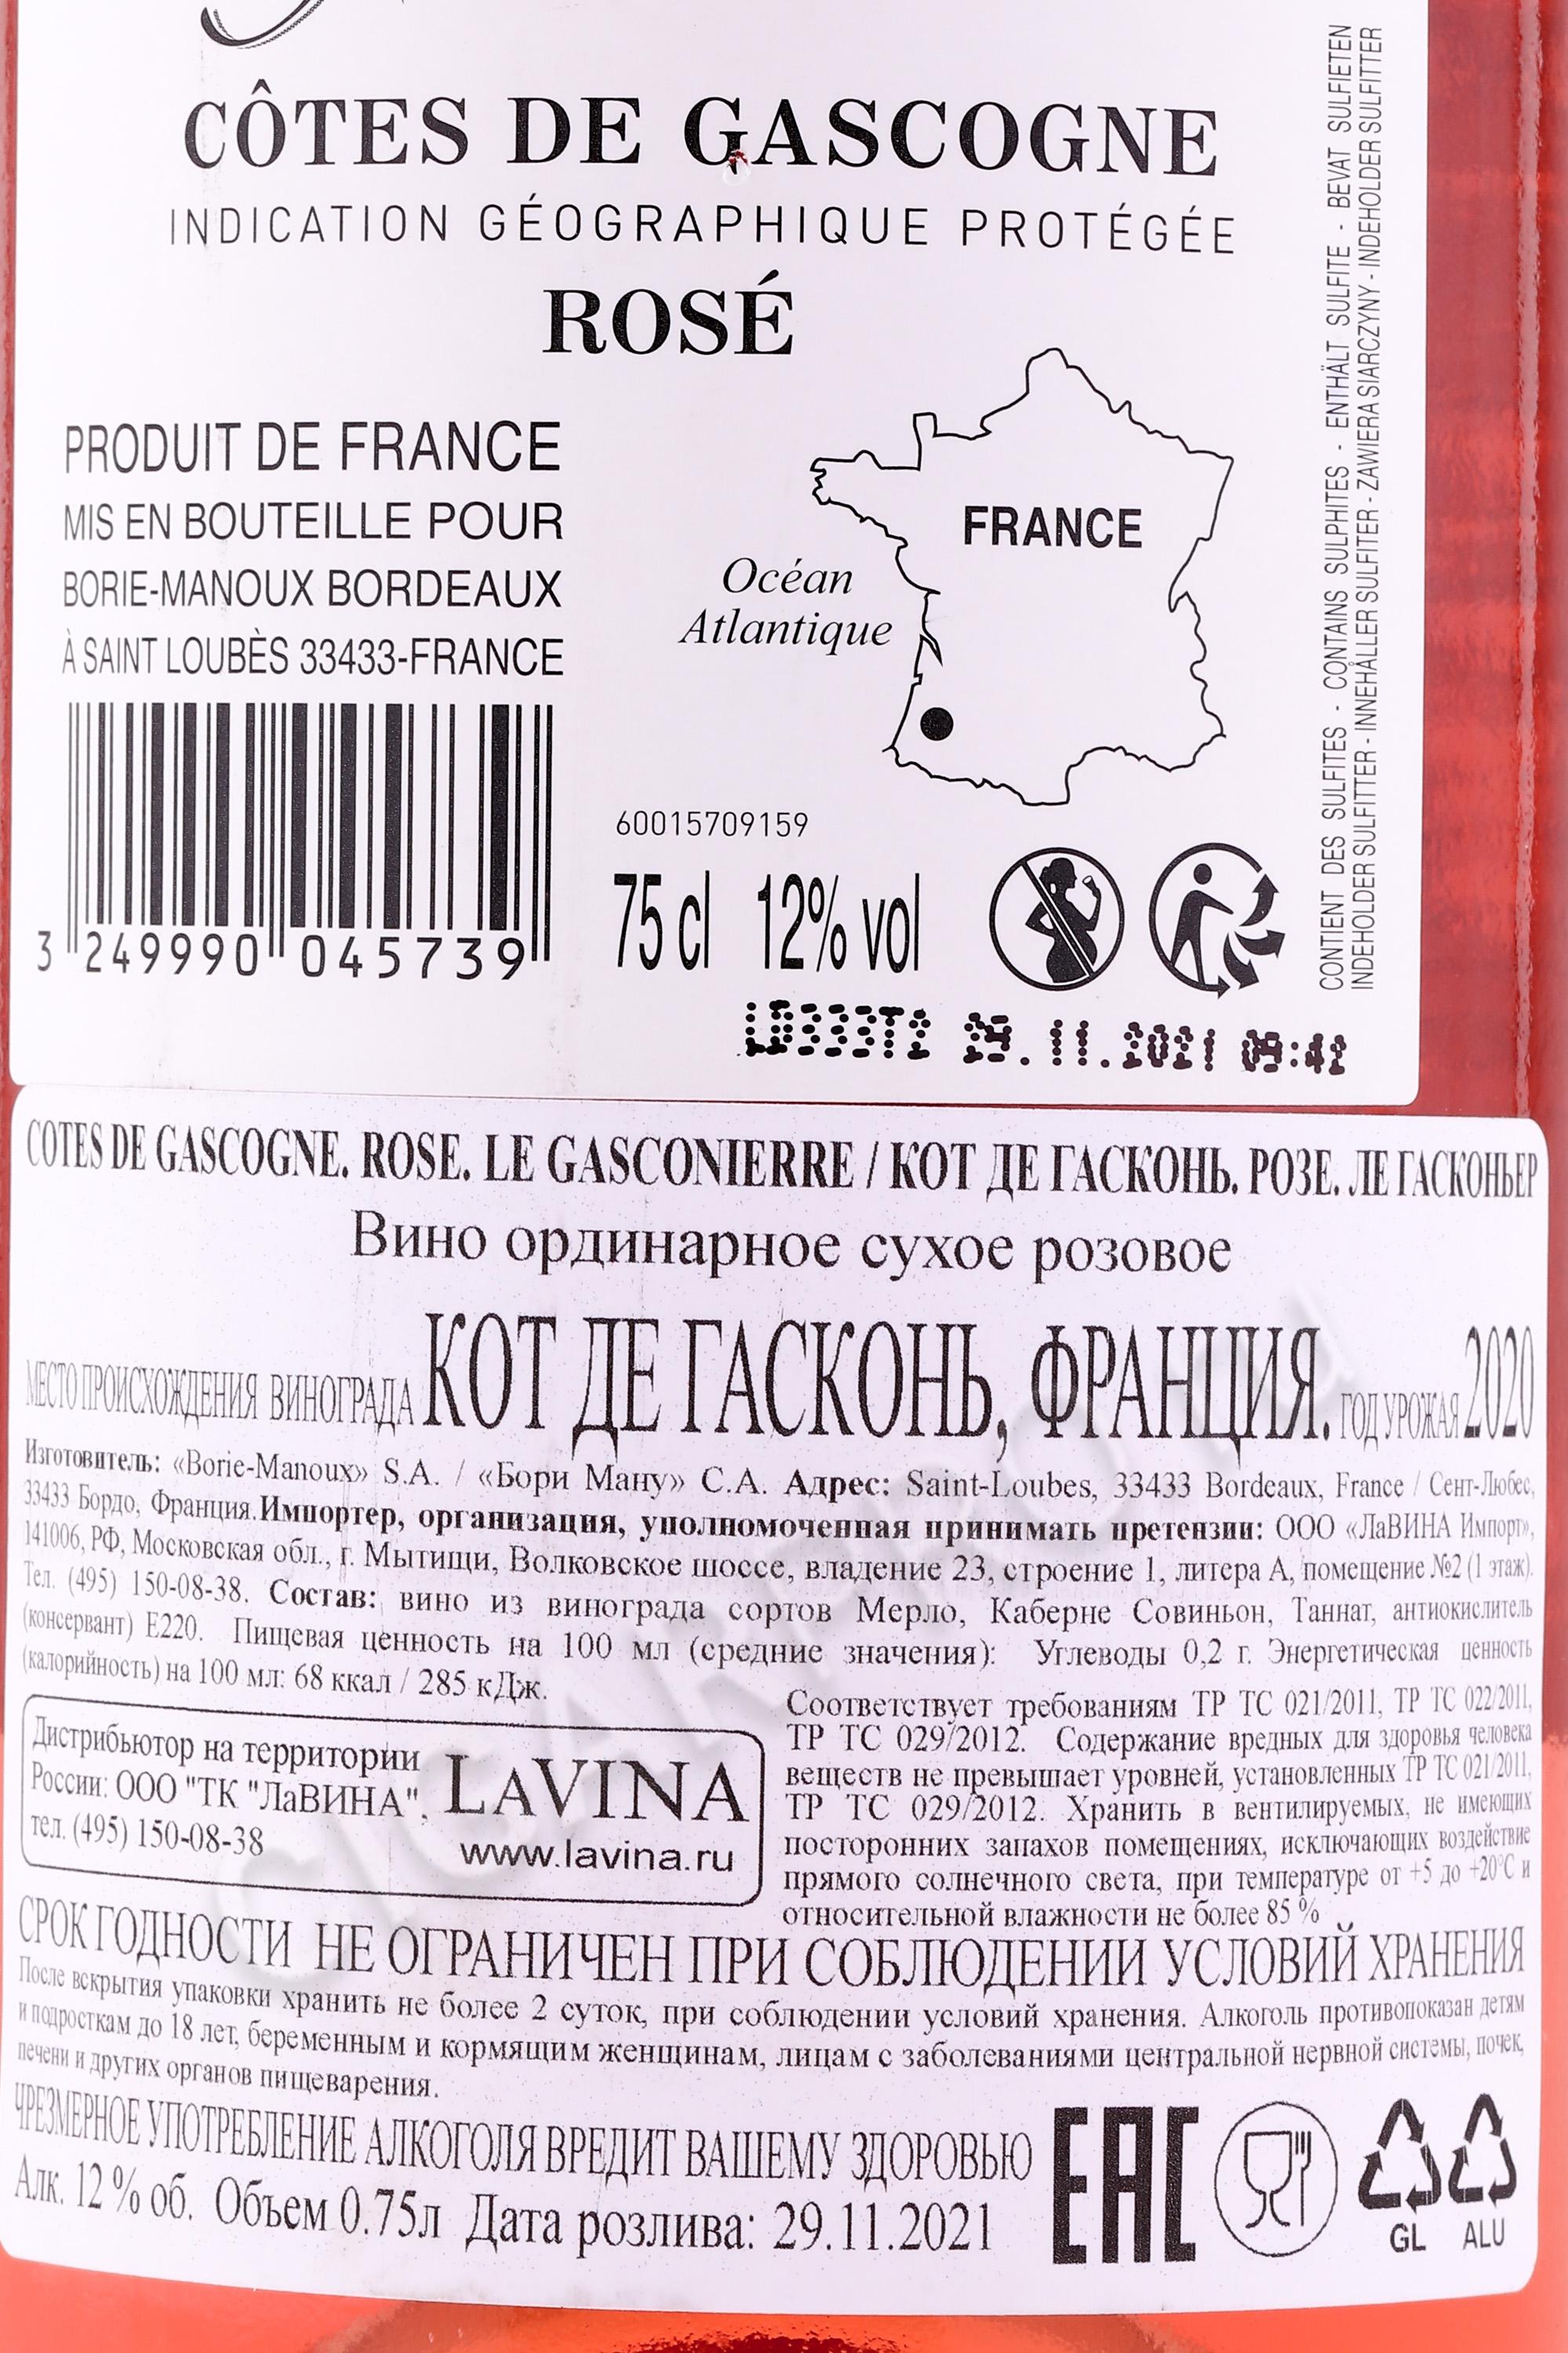 CÔTES DE GASCOGNE
INDICATION GÉOGRAPHIQUE PROTÉGÉE
ROSÉ
PRODUIT DE FRANCE
MIS EN BOUTEILLE POUR
BORIE-MANOUX BORDEAUX
À SAINT LOUBÈS 33433-FRANCE
FRANCE
Océan
Atlantique
3 249990 045739
60015709159
75 cl 12% vol
CONTIENT DES SULFITES - CONTAINS SULPHITES - ENTHÄLT SULFITE - BEVAT SULFIETEN
INDEHOLDER SULFITTER - INNEHÅLLER SULFITER - ZAWIERA SIARCZYNY - INDEHOLDER SULFITTER
29.11.2021 09:42
COTES DE GASCOGNE. ROSE. LE GASCONIERRE / КОТ ДЕ ГАСКОНЬ. РОЗЕ. ЛЕ ГАСКОНЬЕР
Вино ординарное сухое розовое
МЕСТО ПРОИСХОЖДЕНИЯ ВИНОГРАДА КОТ ДЕ ГАСКОНЬ, ФРАНЦИЯ. ГОД УРОЖАЯ 2020
Изготовитель: «Borie-Manoux» S.A. / «Бори Ману» С.А. Адрес: Saint-Loubes, 33433 Bordeaux, France / Сент-Любес,
33433 Бордо, Франция.Импортер, организация, уполномоченная принимать претензии: ООО «ЛаВИНА Импорт»,
141006, РФ, Московская обл., г. Мытищи, Волковское шоссе, владение 23, строение 1, литера А, помещение №2 (1 этаж).
Тел. (495) 150-08-38. Состав: вино из винограда сортов Мерло, Каберне Совиньон, Таннат, антиокислитель
(консервант) Е220. Пищевая ценность на 100 мл (средние значения): Углеводы 0,2 г. Энергетическая ценность
(калорийность) на 100 мл: 68 ккал / 285 кДж.
Дистрибьютор на территории
России: ООО "ТК "ЛаВИНА",
тел. (495) 150-08-38
LAVINA
www.lavina.ru
Соответствует требованиям ТР ТС 021/2011, ТР ТС 022/2011,
ТР ТС 029/2012. Содержание вредных для здоровья человека
веществ не превышает уровней, установленных ТР ТС 021/2011,
ТР ТС 029/2012. Хранить в вентилируемых, не имеющих
посторонних запахов помещениях, исключающих воздействие
прямого солнечного света, при температуре от +5 до +20°С и
относительной влажности не более 85 %
СРОК ГОДНОСТИ НЕ ОГРАНИЧЕН ПРИ СОБЛЮДЕНИИ УСЛОВИЙ ХРАНЕНИЯ
После вскрытия упаковки хранить не более 2 суток, при соблюдении условий хранения. Алкоголь противопоказан детям
и подросткам до 18 лет, беременным и кормящим женщинам, лицам с заболеваниями центральной нервной системы, почек,
печени и других органов пищеварения.
ЧРЕЗМЕРНОЕ УПОТРЕБЛЕНИЕ АЛКОГОЛЯ ВРЕДИТ ВАШЕМУ ЗДОРОВЬЮ
Алк. 12 % об. Объем 0.75л Дата розлива: 29.11.2021
EAC
GL ALU